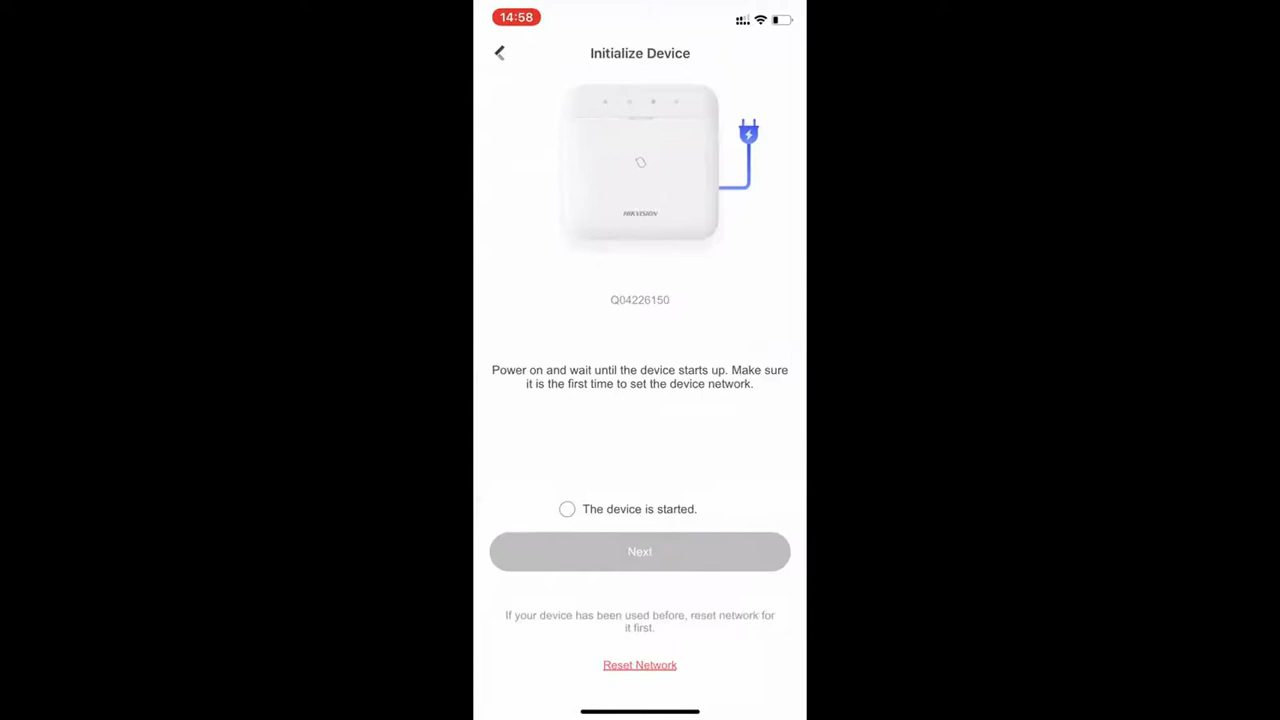 14:58
Initialize Device
HIKVISION
Q04226150
Power on and wait until the device starts up. Make sure
it is the first time to set the device network.
The device is started.
Next
If your device has been used before, reset network for
it first.
Reset Network